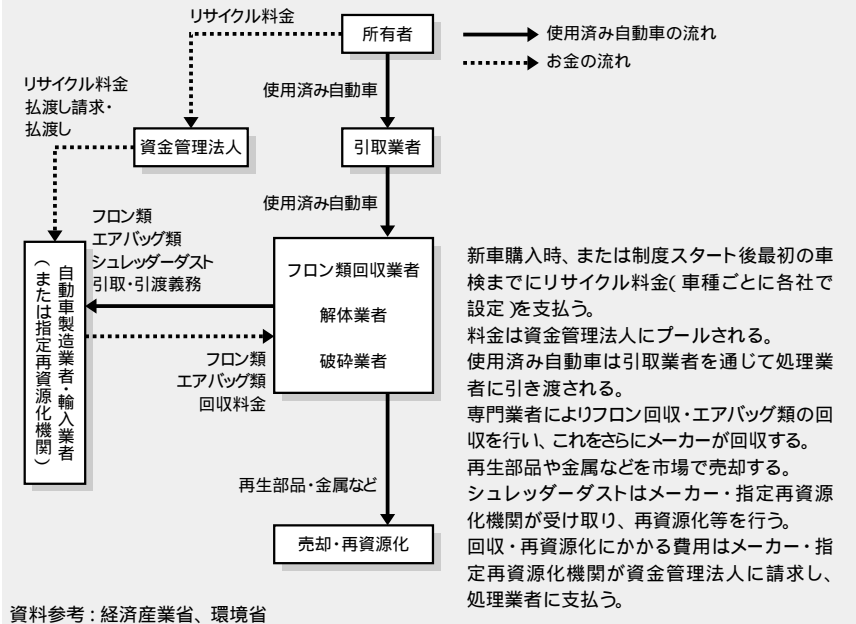 リサイクル料金
所有者
使用済み自動車の流れ
お金の流れ
使用済み自動車
リサイクル料金
払渡し請求・
払渡し
資金管理法人
引取業者
使用済み自動車
フロン類
エアバッグ類
シュレッダーダスト
引取・引渡義務
自動車製造業者・輸入業者
(または指定再資源化機関)
フロン類回収業者
解体業者
破砕業者
フロン類
エアバッグ類
回収料金
再生部品・金属など
売却・再資源化
新車購入時、または制度スタート後最初の車
検までにリサイクル料金(車種ごとに各社で
設定)を支払う。
料金は資金管理法人にプールされる。
使用済み自動車は引取業者を通じて処理業
者に引き渡される。
専門業者によりフロン回収・エアバッグ類の回
収を行い、これをさらにメーカーが回収する。
再生部品や金属などを市場で売却する。
シュレッダーダストはメーカー・指定再資源
化機関が受け取り、再資源化等を行う。
回収・再資源化にかかる費用はメーカー・指
定再資源化機関が資金管理法人に請求し、
処理業者に支払う。
資料参考:経済産業省、環境省